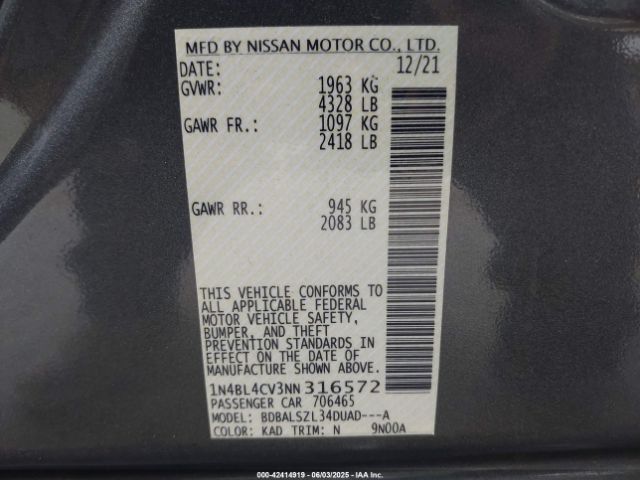 MFD BY NISSAN MOTOR CO., LTD.
DATE: 12/21
GVWR: 1963 KG
4328 LB
GAWR FR.: 1097 KG
2418 LB
GAWR RR.: 945 KG
2083 LB
THIS VEHICLE CONFORMS TO
ALL APPLICABLE FEDERAL
MOTOR VEHICLE SAFETY,
BUMPER, AND THEFT
PREVENTION STANDARDS IN
EFFECT ON THE DATE OF
MANUFACTURE SHOWN ABOVE.
1N4BL4CV3NN316572
PASSENGER CAR 706465
MODEL: BDBALSZL34DUAD---A
COLOR: KAD TRIM: N 9N00A
000-42414919 - 06/03/2025 - IAA Inc.